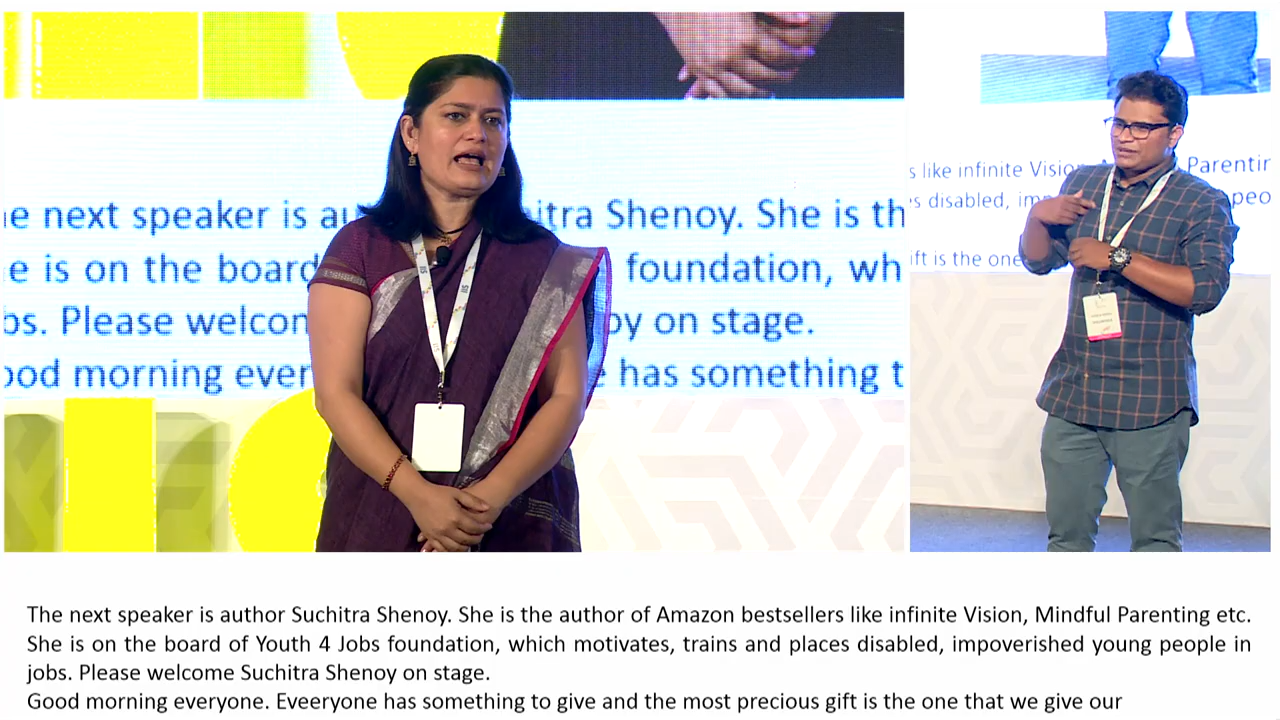 e next speaker is au itra Shenoy. She is th
e is on the board foundation, wh
bs. Please welcom oy on stage.
ood morning ever e has something t
s like infinite Visio Parentin
s disabled, imp peo
ift is the one
The next speaker is author Suchitra Shenoy. She is the author of Amazon bestsellers like infinite Vision, Mindful Parenting etc.
She is on the board of Youth 4 Jobs foundation, which motivates, trains and places disabled, impoverished young people in
jobs. Please welcome Suchitra Shenoy on stage.
Good morning everyone. Eveeryone has something to give and the most precious gift is the one that we give our